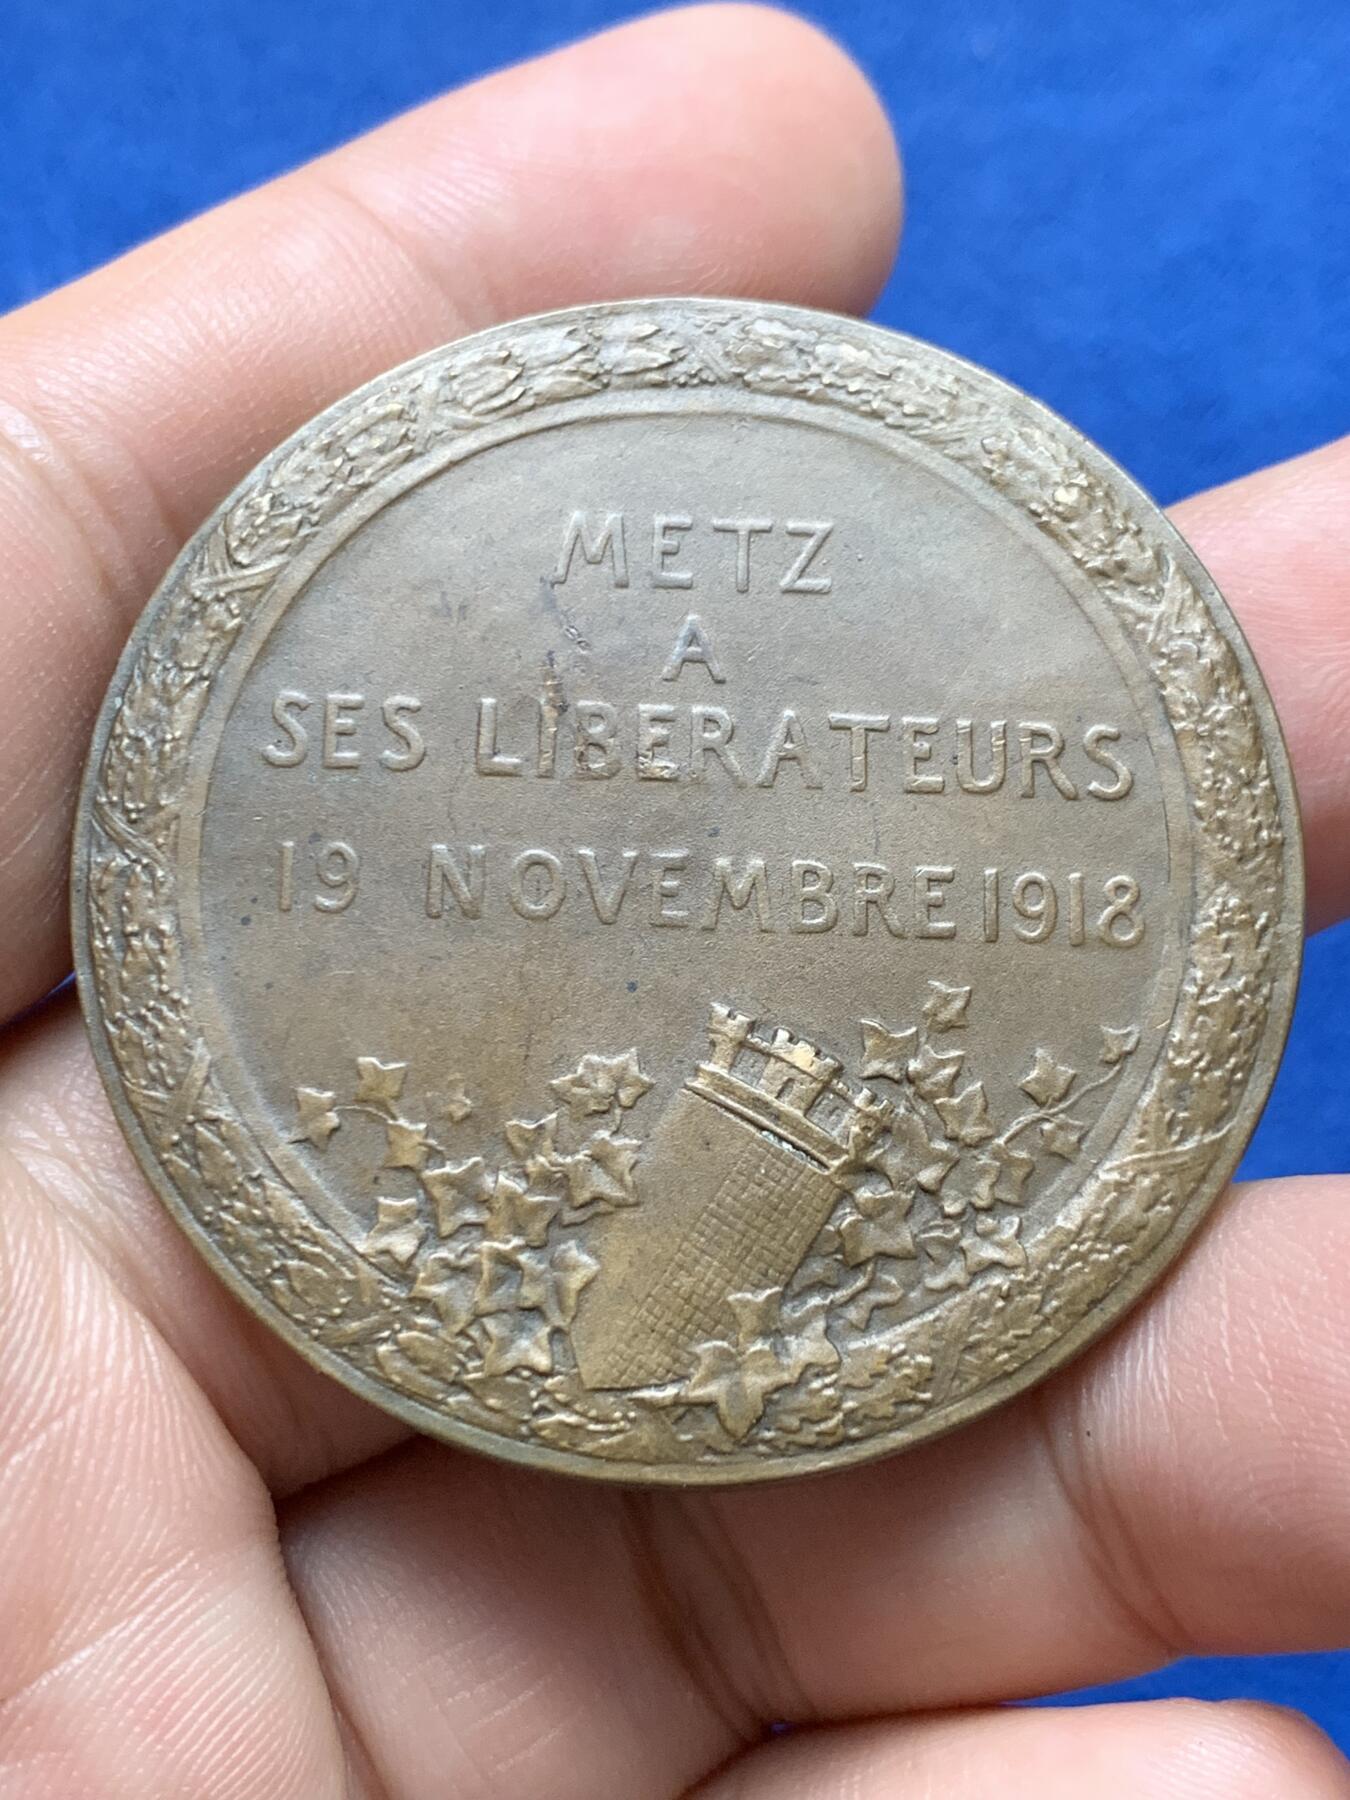 METZ
A
SES LIBERATEURS
19 NOVEMBRE 1918